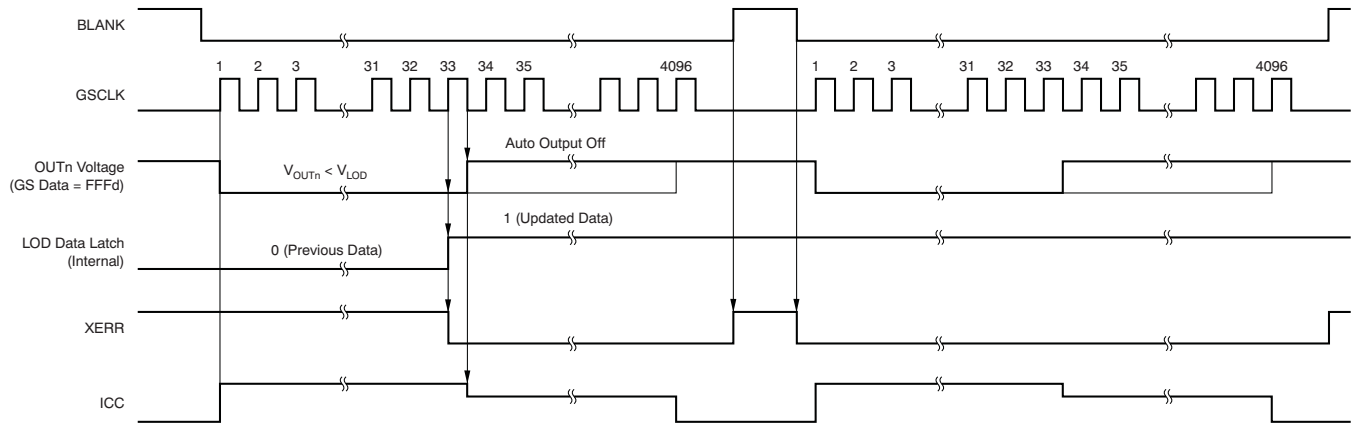 BLANK
1 2 3 31 32 33 34 35 4096 1 2 3 31 32 33 34 35 4096
GSCLK
Auto Output Off
OUTn Voltage
(GS Data = FFFd)
VOUTn < VLOD
1 (Updated Data)
LOD Data Latch
(Internal)
0 (Previous Data)
XERR
ICC